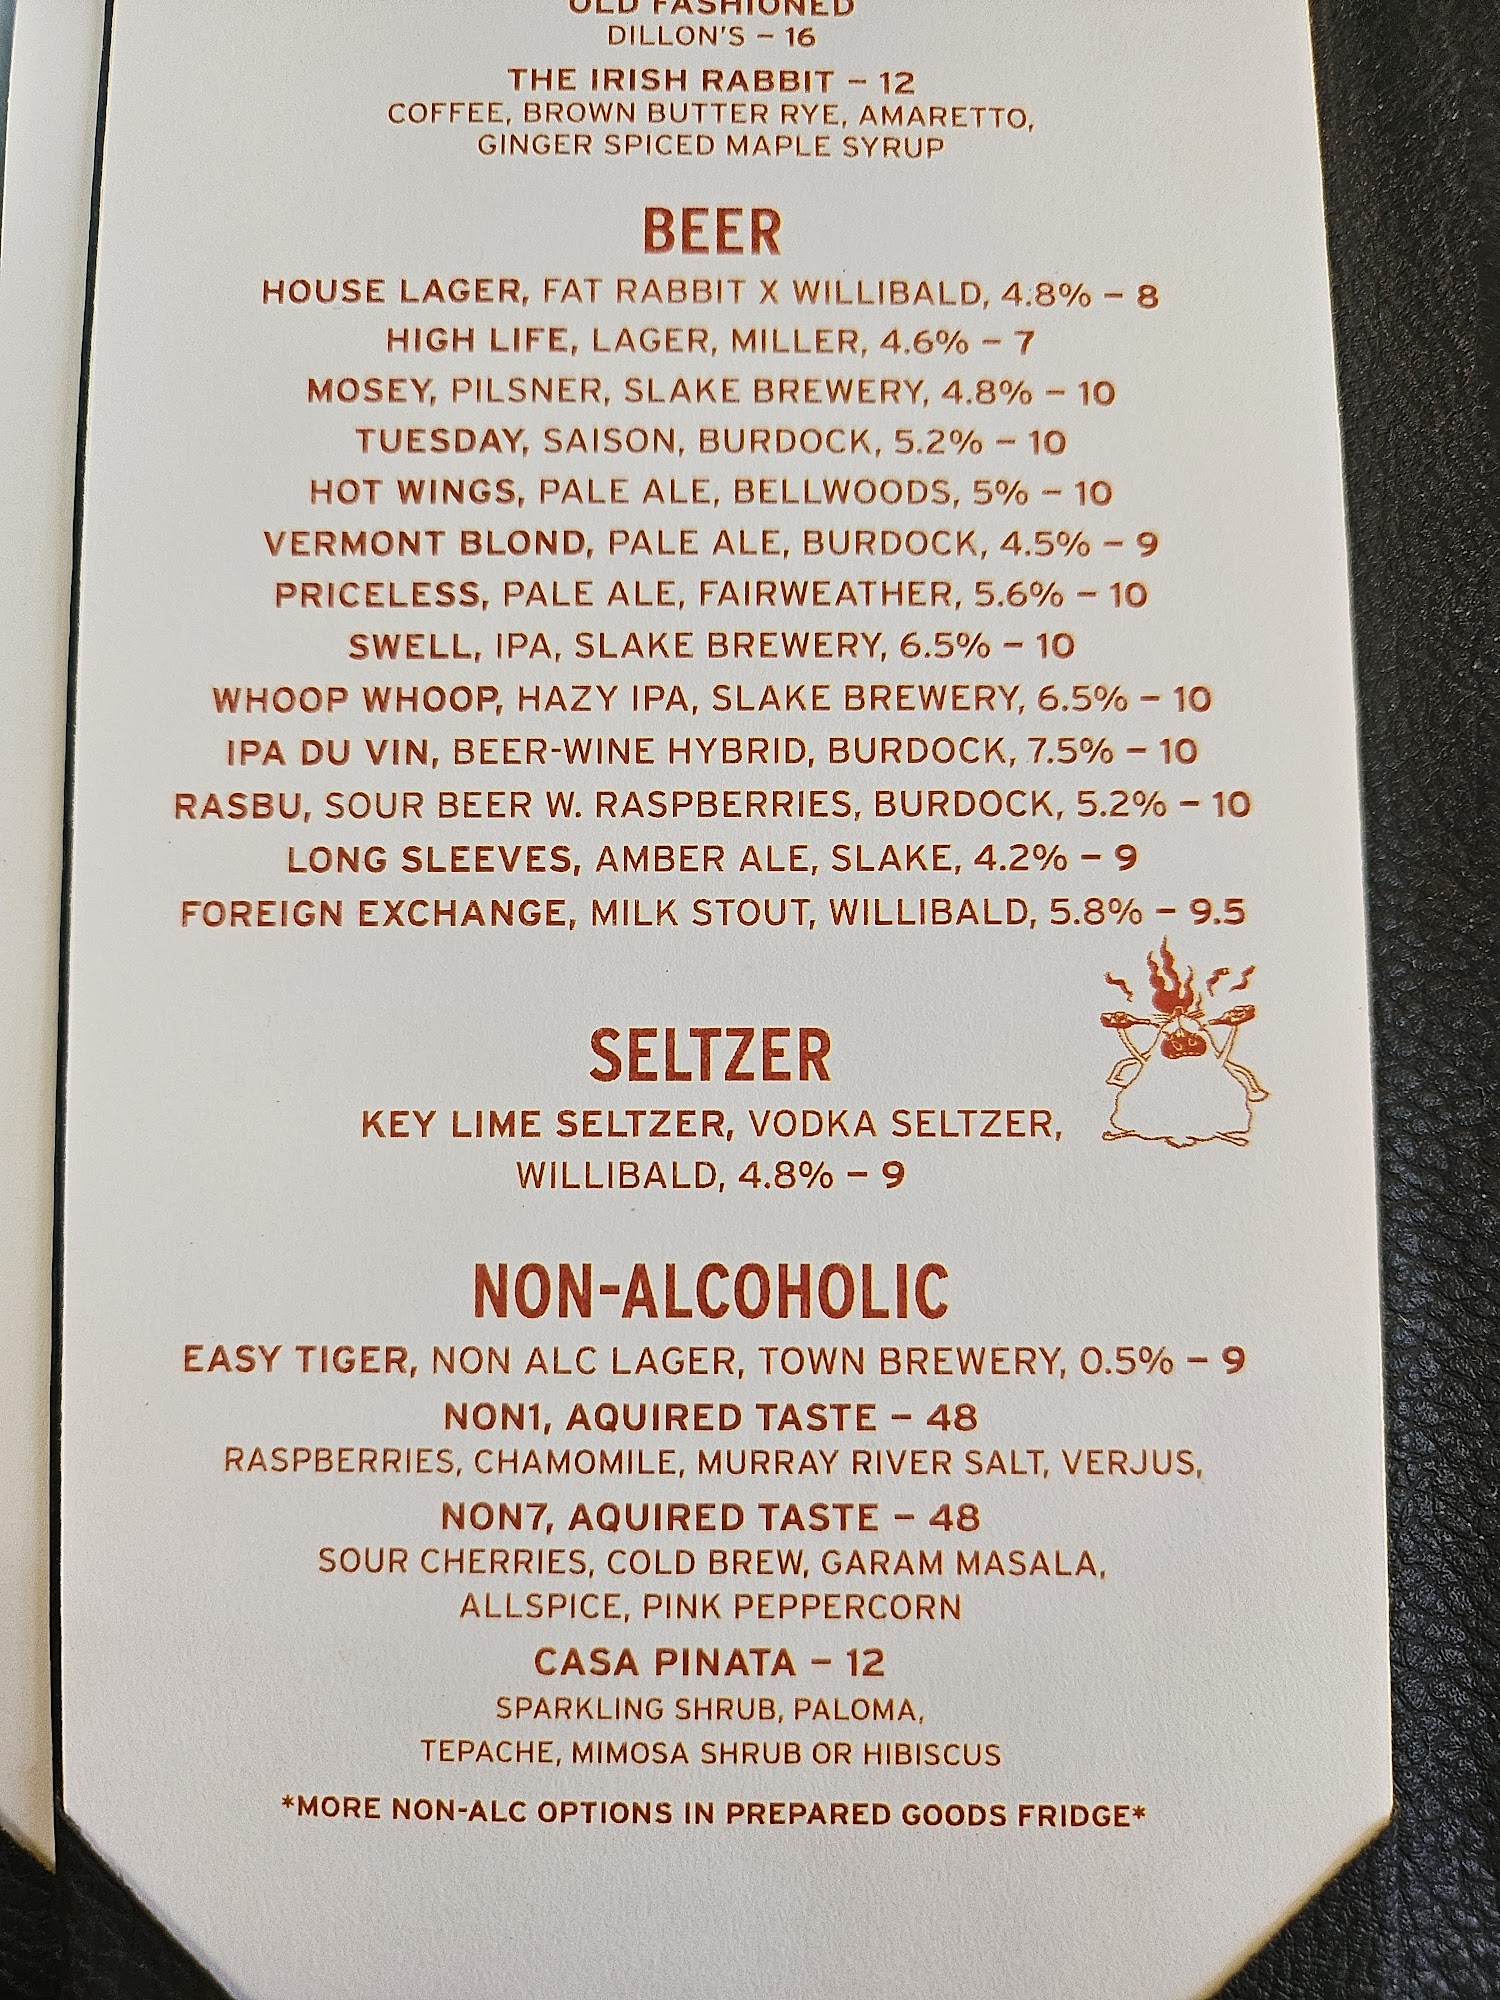 OLD FASHIONED
DILLON'S – 16
THE IRISH RABBIT – 12
COFFEE, BROWN BUTTER RYE, AMARETTO,
GINGER SPICED MAPLE SYRUP
BEER
HOUSE LAGER, FAT RABBIT X WILLIBALD, 4.8% – 8
HIGH LIFE, LAGER, MILLER, 4.6% – 7
MOSEY, PILSNER, SLAKE BREWERY, 4.8% – 10
TUESDAY, SAISON, BURDOCK, 5.2% – 10
HOT WINGS, PALE ALE, BELLWOODS, 5% – 10
VERMONT BLOND, PALE ALE, BURDOCK, 4.5% – 9
PRICELESS, PALE ALE, FAIRWEATHER, 5.6% – 10
SWELL, IPA, SLAKE BREWERY, 6.5% – 10
WHOOP WHOOP, HAZY IPA, SLAKE BREWERY, 6.5% – 10
IPA DU VIN, BEER-WINE HYBRID, BURDOCK, 7.5% – 10
RASBU, SOUR BEER W. RASPBERRIES, BURDOCK, 5.2% – 10
LONG SLEEVES, AMBER ALE, SLAKE, 4.2% – 9
FOREIGN EXCHANGE, MILK STOUT, WILLIBALD, 5.8% – 9.5
SELTZER
KEY LIME SELTZER, VODKA SELTZER,
WILLIBALD, 4.8% – 9
NON-ALCOHOLIC
EASY TIGER, NON ALC LAGER, TOWN BREWERY, 0.5% – 9
NON1, AQUIRED TASTE – 48
RASPBERRIES, CHAMOMILE, MURRAY RIVER SALT, VERJUS,
NON7, AQUIRED TASTE – 48
SOUR CHERRIES, COLD BREW, GARAM MASALA,
ALLSPICE, PINK PEPPERCORN
CASA PINATA – 12
SPARKLING SHRUB, PALOMA,
TEPACHE, MIMOSA SHRUB OR HIBISCUS
*MORE NON-ALC OPTIONS IN PREPARED GOODS FRIDGE*